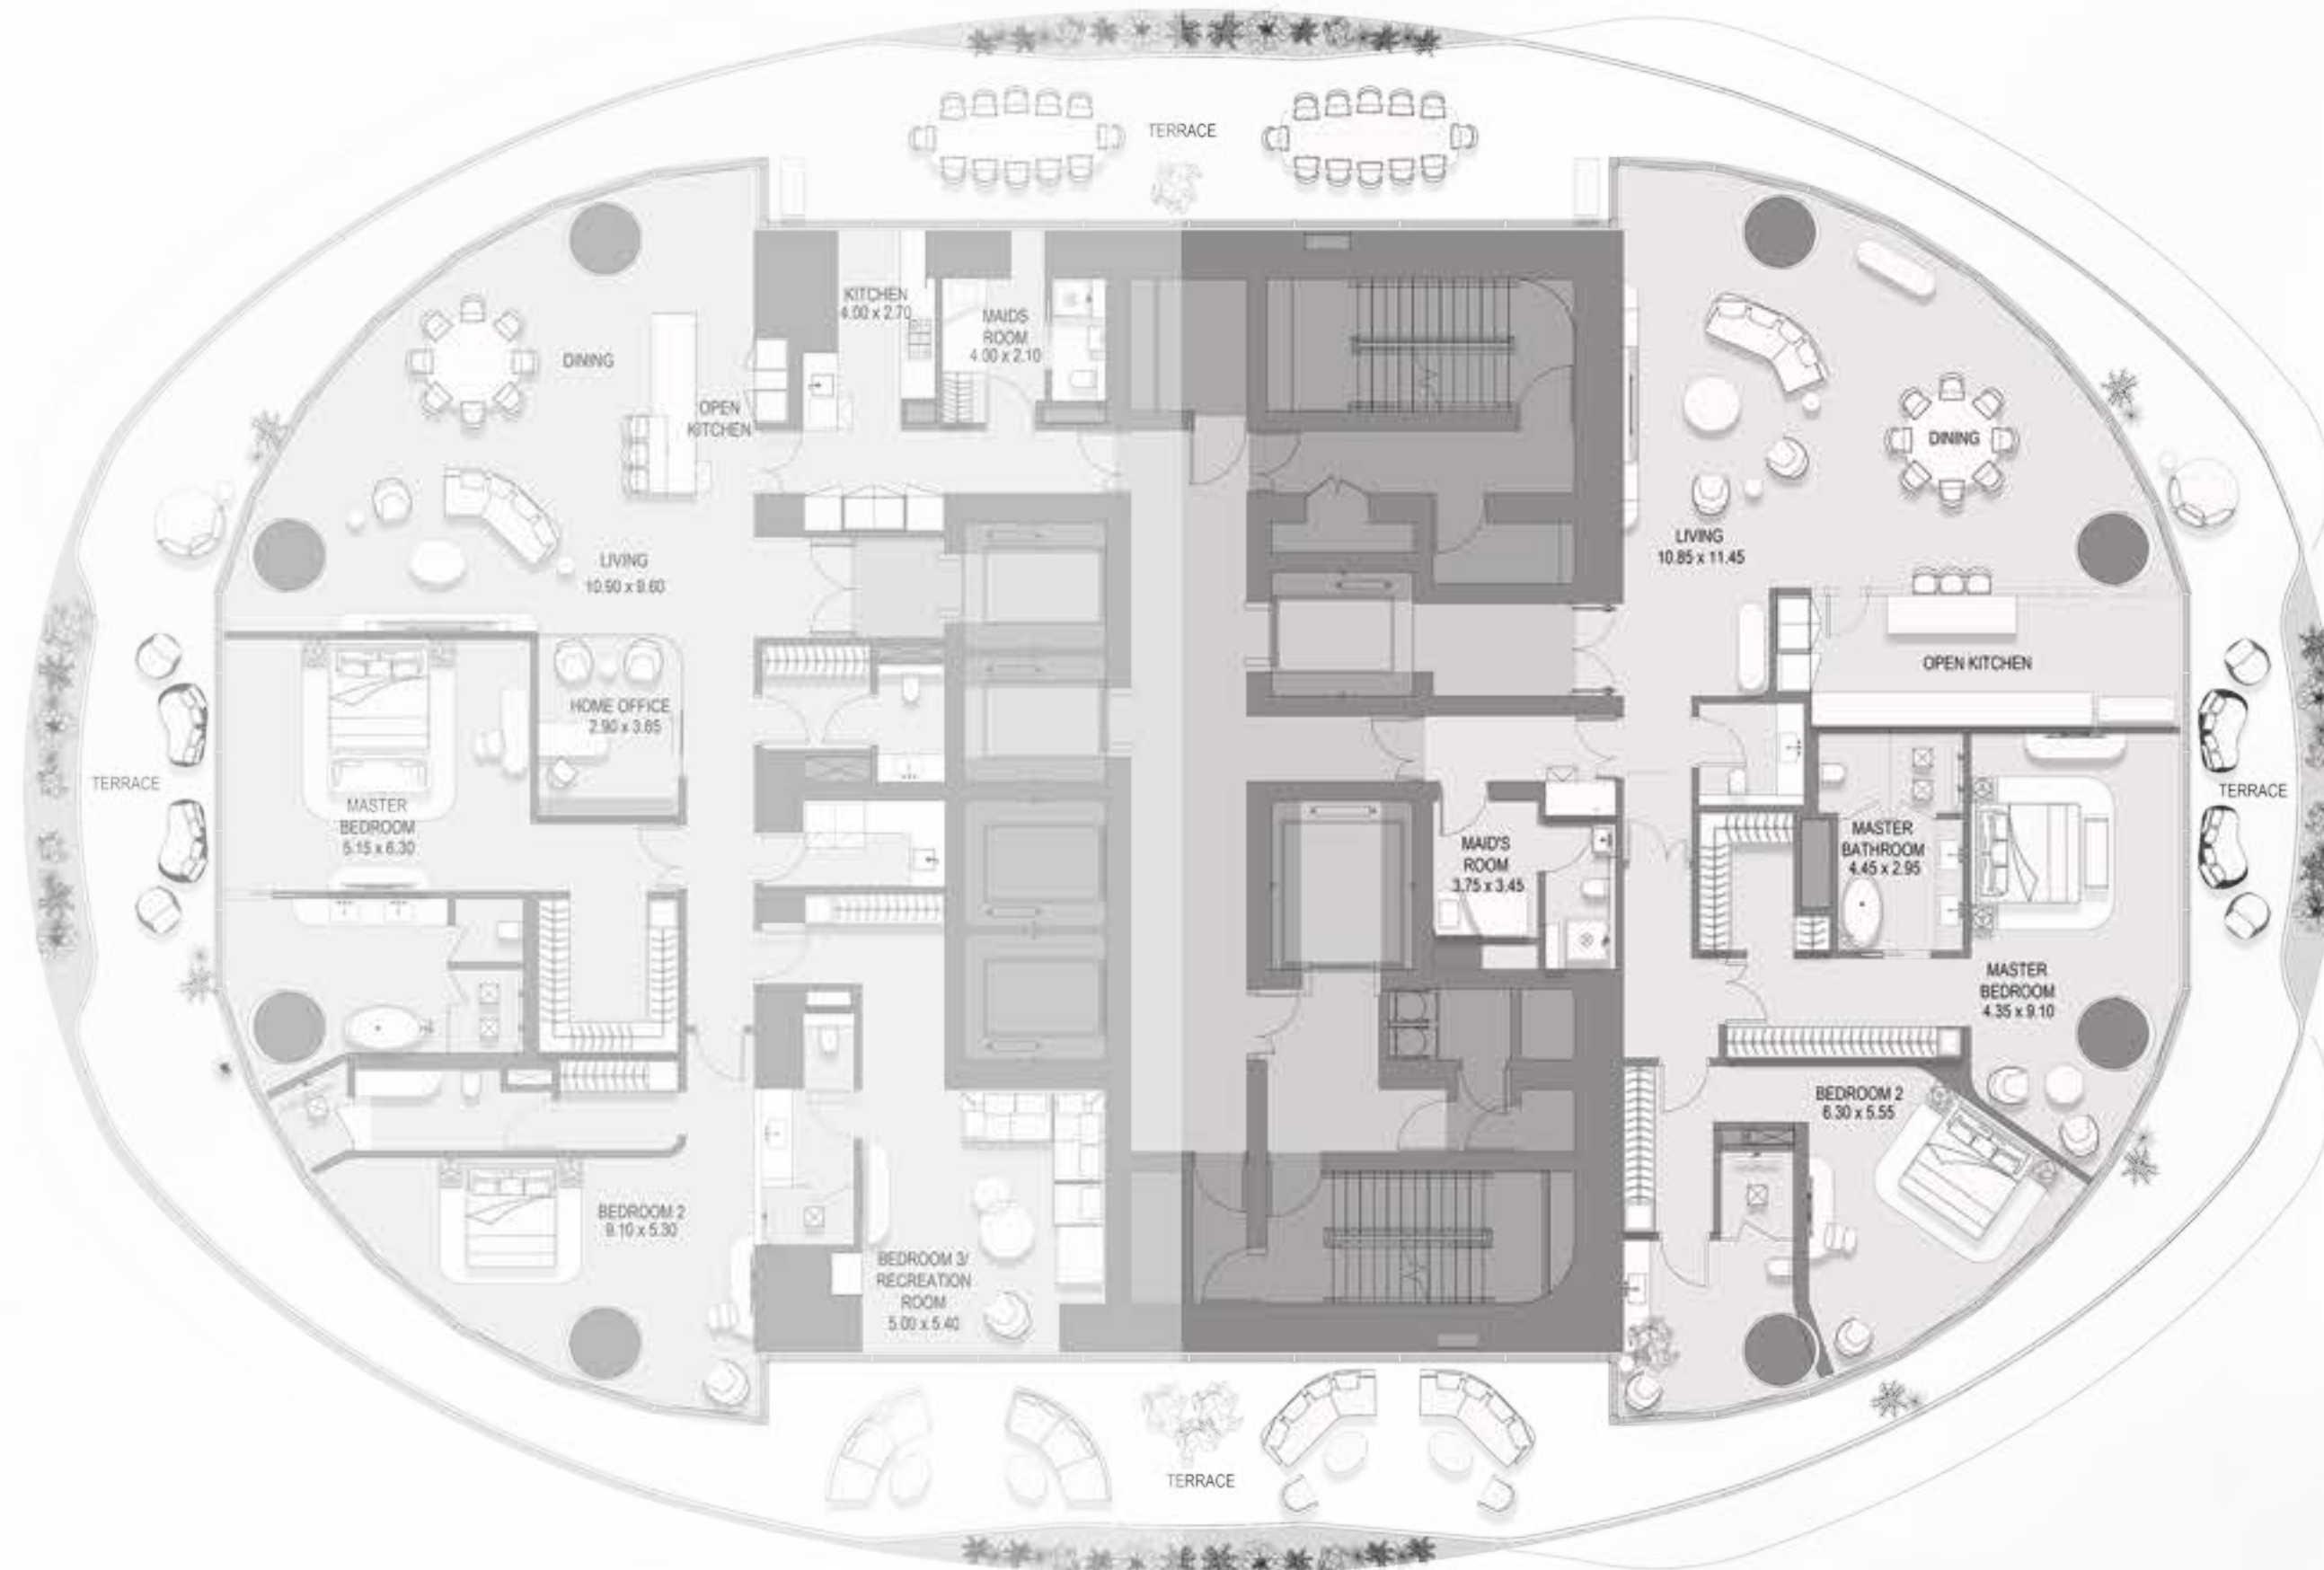 TERRACE
KITCHEN
4.00 x 2.70
MAIDS
ROOM
4.00 x 2.10
DINING
OPEN
KITCHEN
LIVING
10.90 x 9.60
HOME OFFICE
2.90 x 3.65
MASTER
BEDROOM
5.15 x 6.30
TERRACE
BEDROOM 2
9.10 x 5.30
BEDROOM 3/
RECREATION
ROOM
5.00 x 5.40
DINING
LIVING
10.85 x 11.45
OPEN KITCHEN
MAID'S
ROOM
3.75 x 3.45
MASTER
BATHROOM
4.45 x 2.95
TERRACE
MASTER
BEDROOM
4.35 x 9.10
BEDROOM 2
6.30 x 5.55
TERRACE